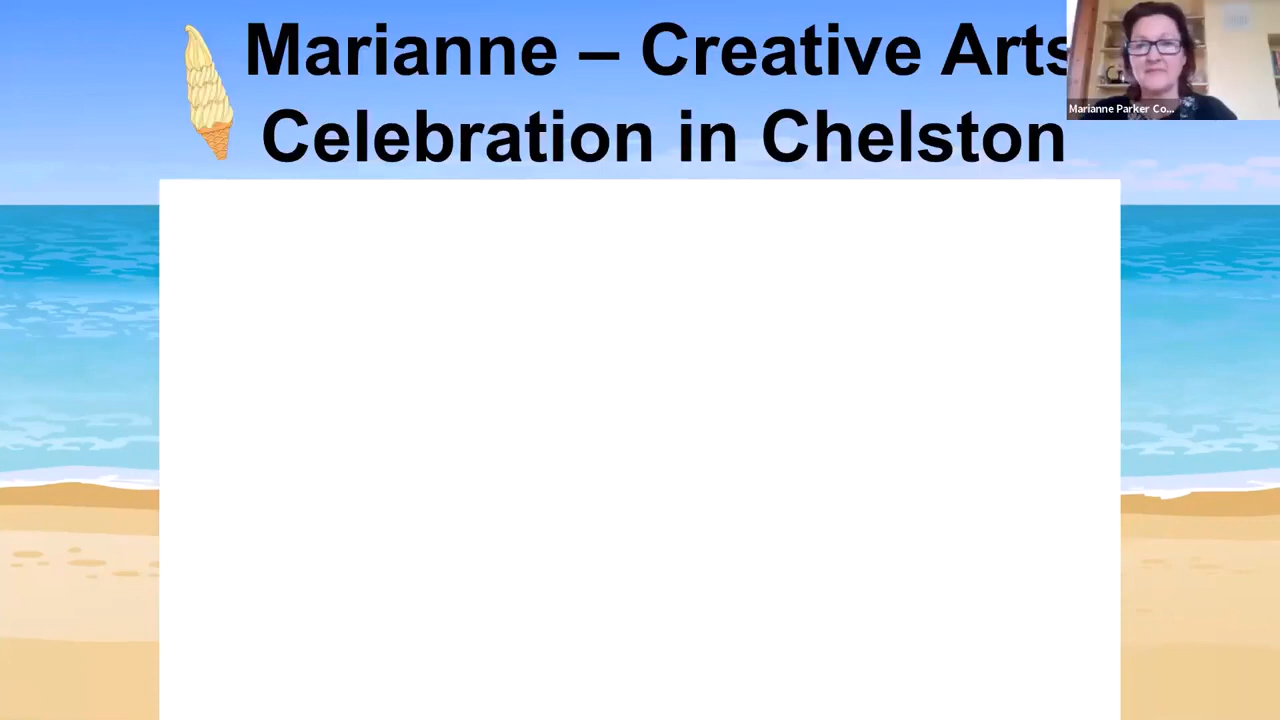 Marianne – Creative Arts
Celebration in Chelston
Marianne Parker Co...